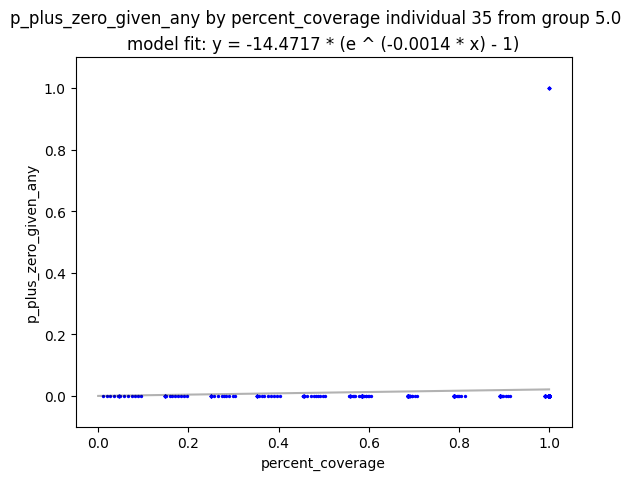 p_plus_zero_given_any by percent_coverage individual 35 from group 5.0
model fit: y = -14.4717 * (e ^ (-0.0014 * x) - 1)
1.0
0.8
0.6
0.4
0.2
0.0
p_plus_zero_given_any
0.0 0.2 0.4 0.6 0.8 1.0
percent_coverage